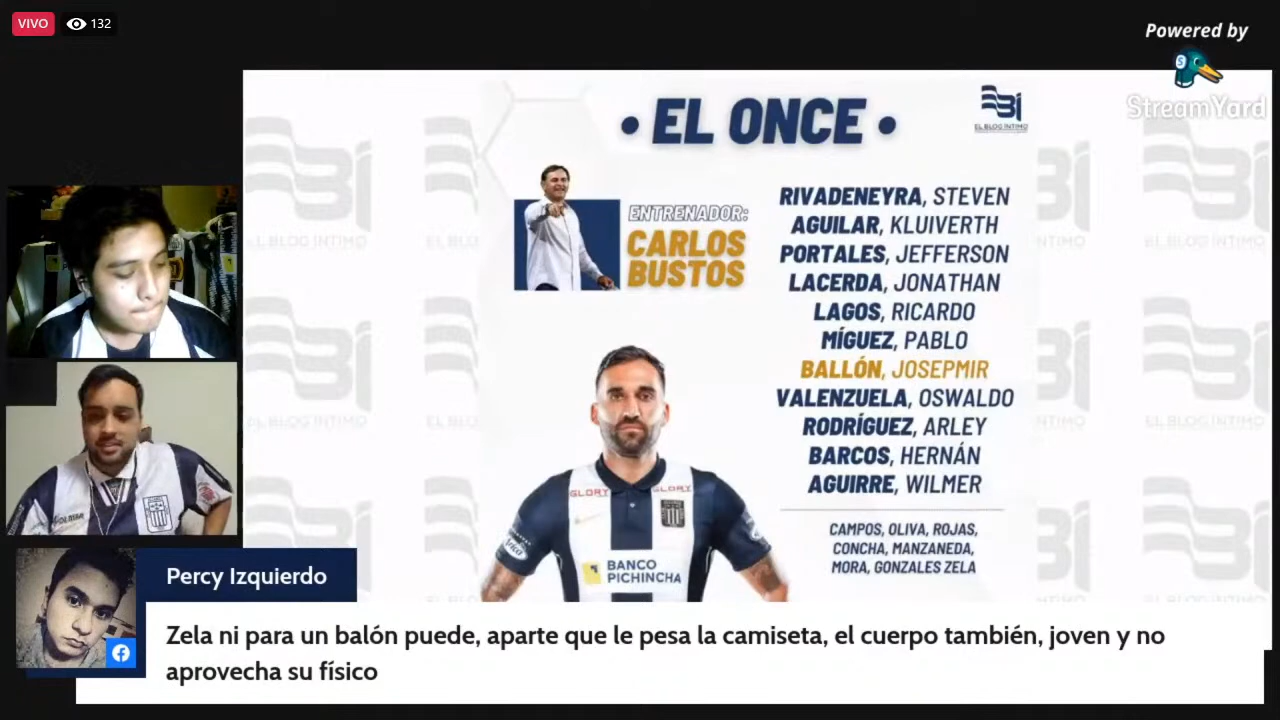 VIVO
132
Powered by
StreamYard
• EL ONCE •
EL BLOG INTIMO
ENTRENADOR:
CARLOS
BUSTOS
RIVADENEYRA, STEVEN
AGUILAR, KLUIVERTH
PORTALES, JEFFERSON
LACERDA, JONATHAN
LAGOS, RICARDO
MÍGUEZ, PABLO
BALLÓN, JOSEPMIR
VALENZUELA, OSWALDO
RODRÍGUEZ, ARLEY
BARCOS, HERNÁN
AGUIRRE, WILMER
CAMPOS, OLIVA, ROJAS,
CONCHA, MANZANEDA,
MORA, GONZALES ZELA
GLORY
GLORY
BANCO
PICHINCHA
Percy Izquierdo
Zela ni para un balón puede, aparte que le pesa la camiseta, el cuerpo también, joven y no
aprovecha su físico